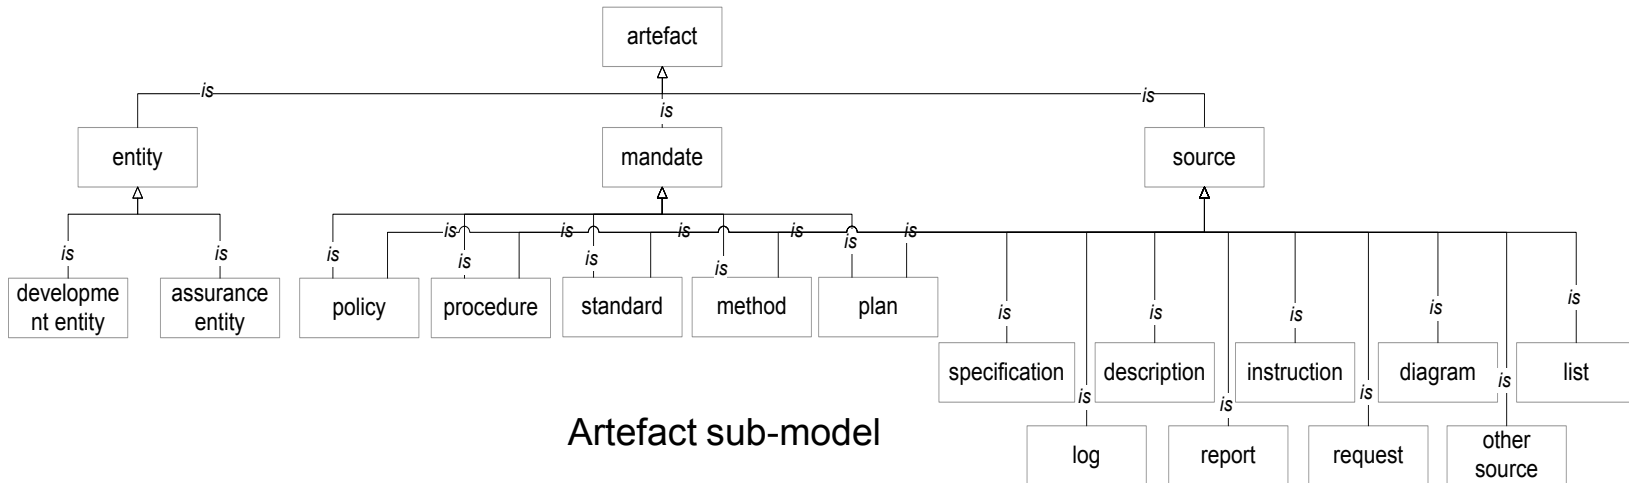 artefact
is
is
is
entity
mandate
source
is
is
is
is
is
is
is
is
is
is
is
developme
nt entity
assurance
entity
policy
procedure
standard
method
plan
is
is
is
is
is
specification
description
instruction
diagram
list
is
is
is
is
Artefact sub-model
log
report
request
other
source